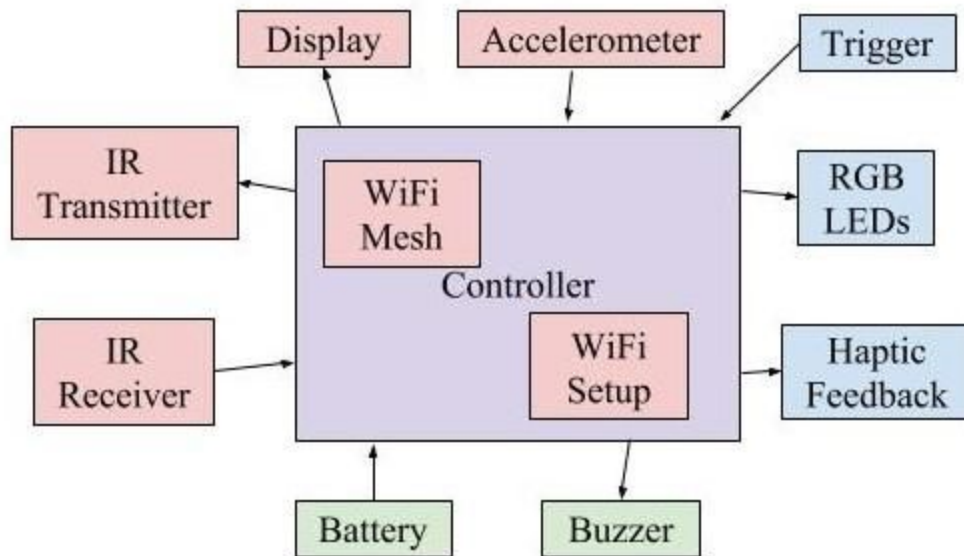 Display
Accelerometer
Trigger
IR
Transmitter
WiFi
Mesh
RGB
LEDs
Controller
IR
Receiver
WiFi
Setup
Haptic
Feedback
Battery
Buzzer